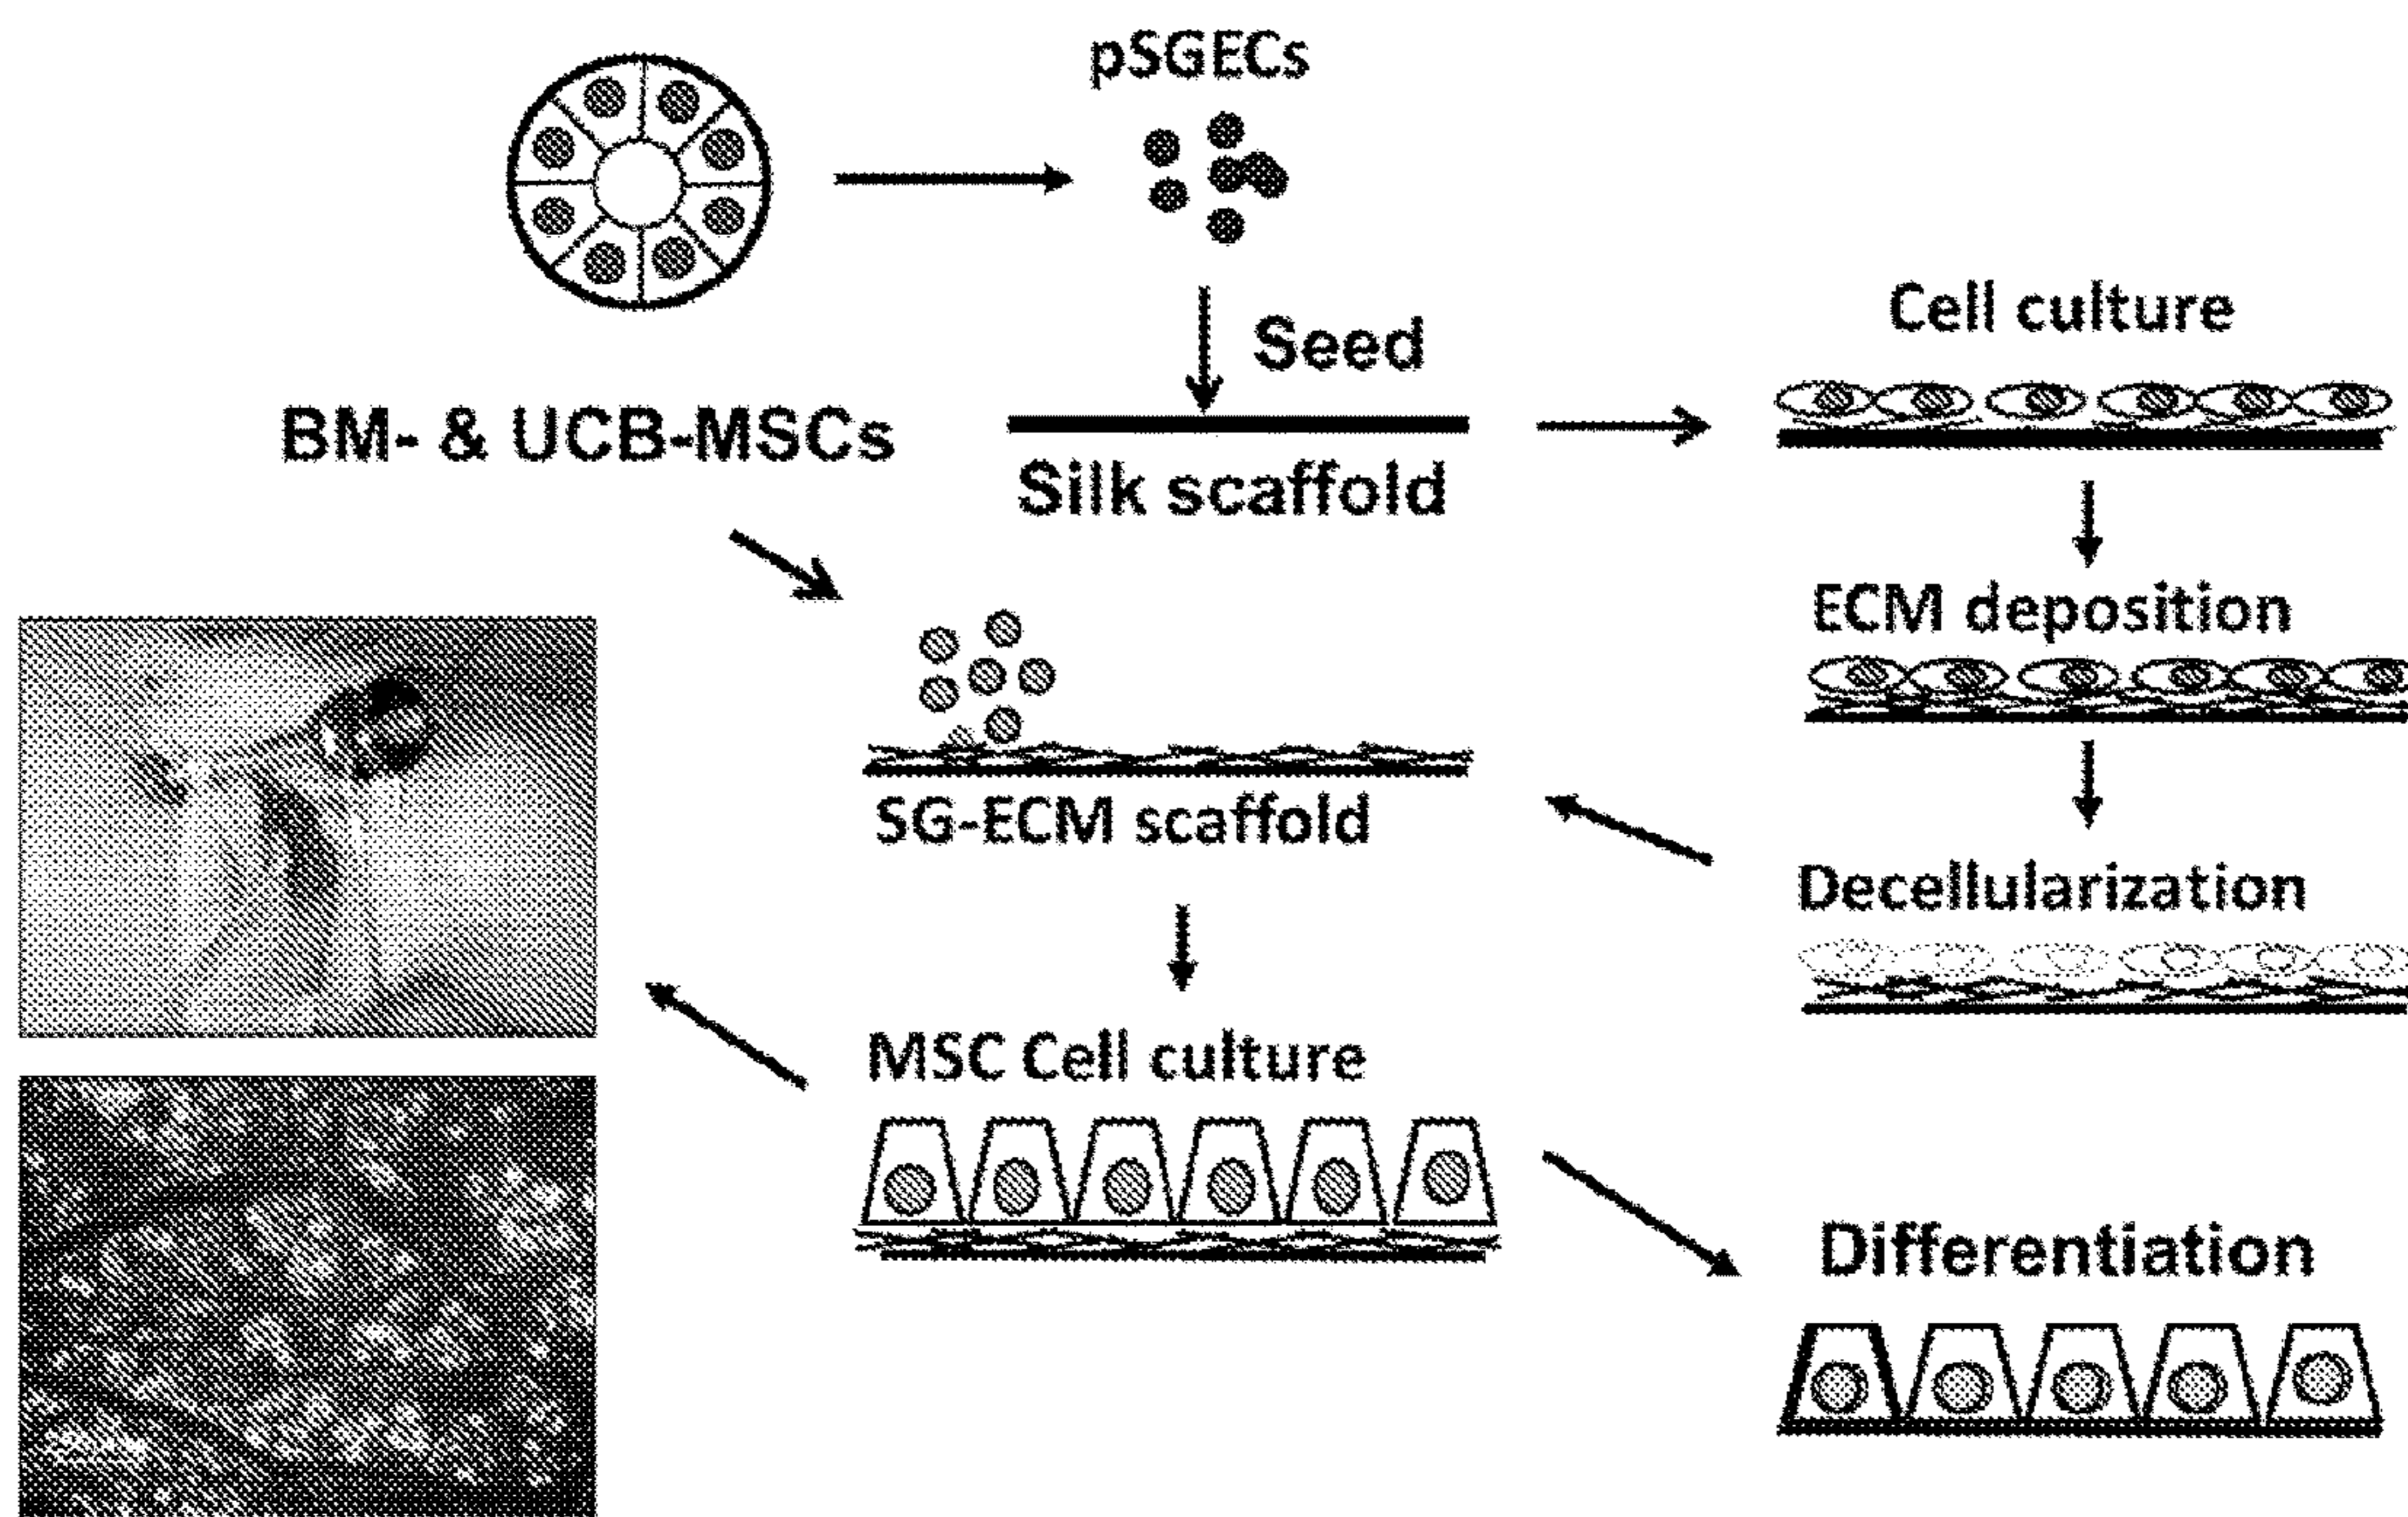 pSGECs
Seed
Cell culture
BM- & UCB-MSCs
Silk scaffold
ECM deposition
SG-ECM scaffold
Decellularization
MSC Cell culture
Differentiation